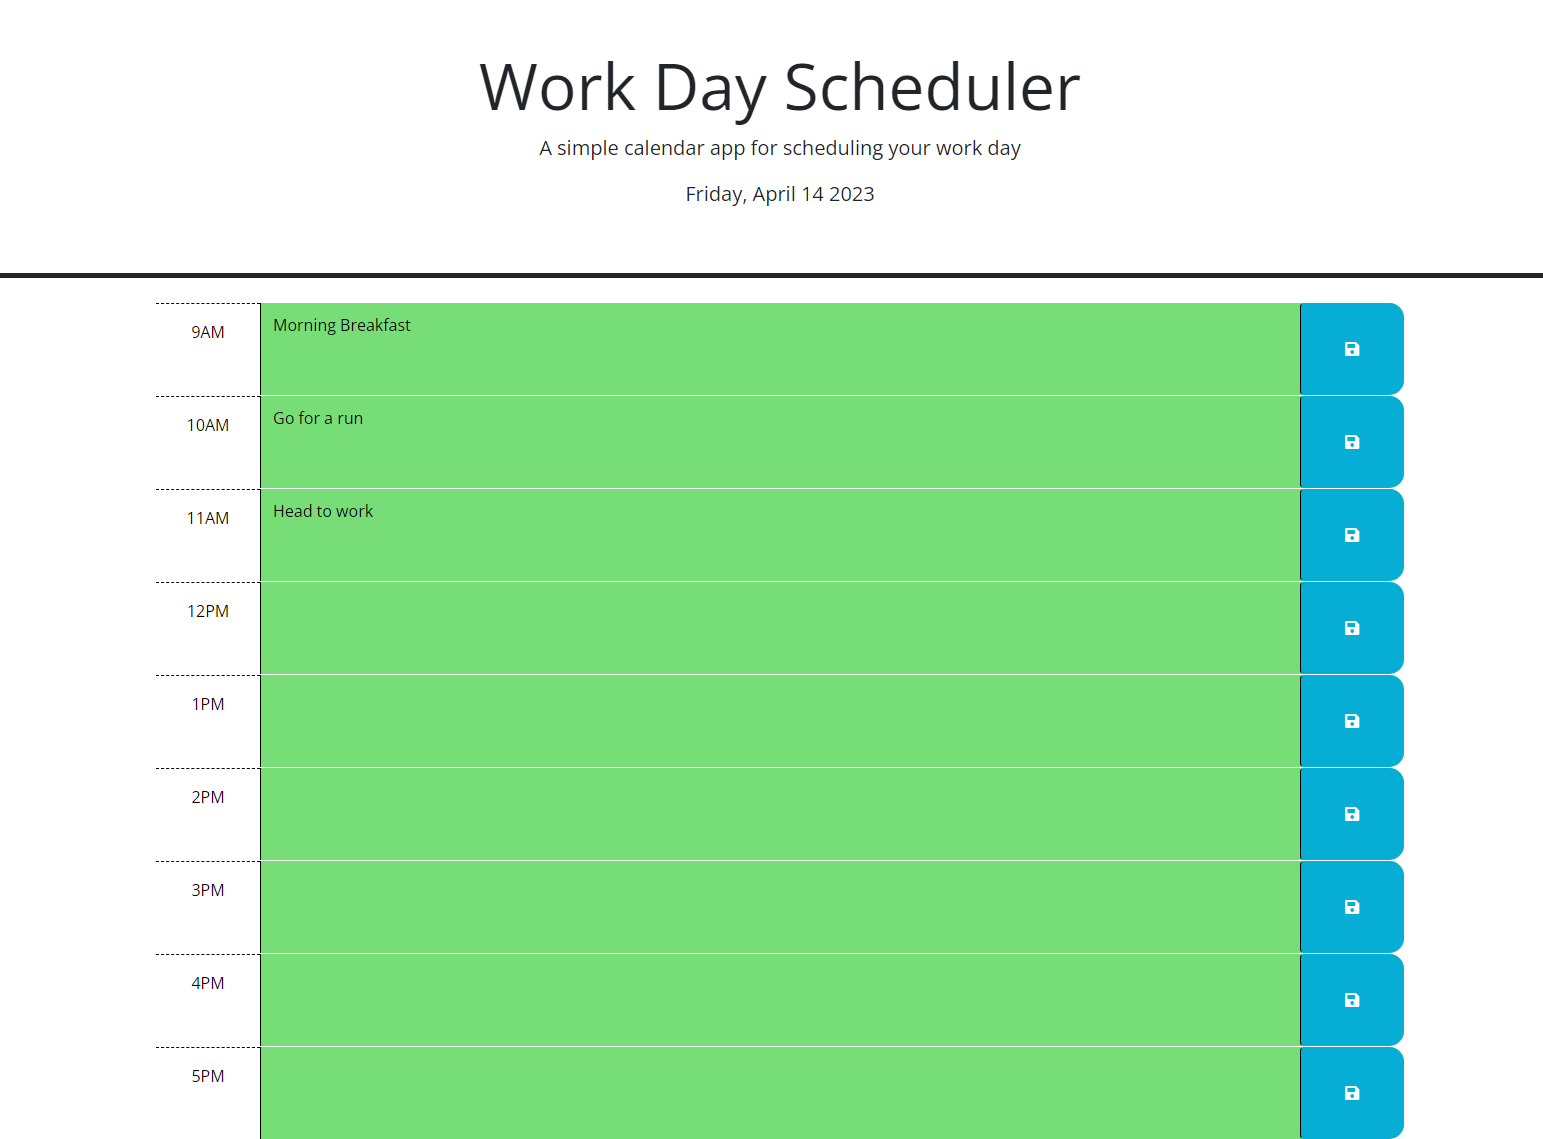 Work Day Scheduler
A simple calendar app for scheduling your work day
Friday, April 14 2023
9AM
Morning Breakfast
10AM
Go for a run
11AM
Head to work
12PM
1PM
2PM
3PM
4PM
5PM